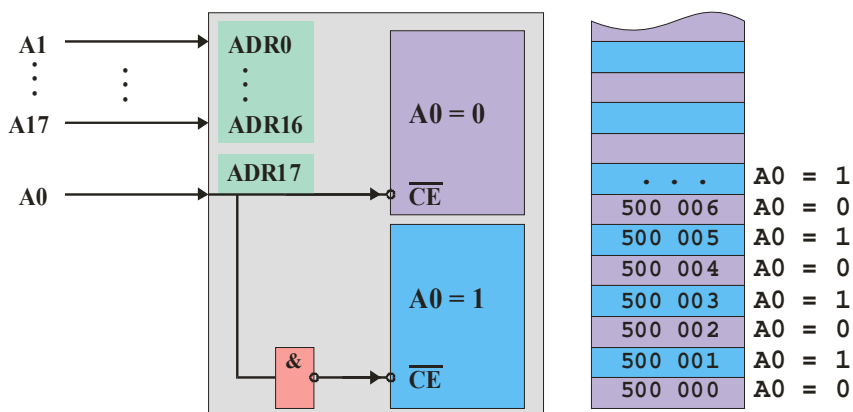 A1
ADR0
A17
ADR16
ADR17
A0
A0 = 0
CE
A0 = 1
CE
&
. . . A0 = 1
500 006 A0 = 0
500 005 A0 = 1
500 004 A0 = 0
500 003 A0 = 1
500 002 A0 = 0
500 001 A0 = 1
500 000 A0 = 0